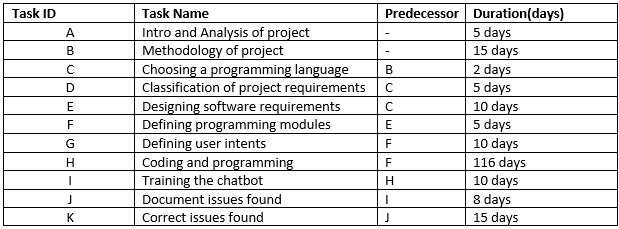 Task ID Task Name Predecessor Duration(days)
A Intro and Analysis of project - 5 days
B Methodology of project - 15 days
C Choosing a programming language B 2 days
D Classification of project requirements C 5 days
E Designing software requirements C 10 days
F Defining programming modules E 5 days
G Defining user intents F 10 days
H Coding and programming F 116 days
I Training the chatbot H 10 days
J Document issues found I 8 days
K Correct issues found J 15 days